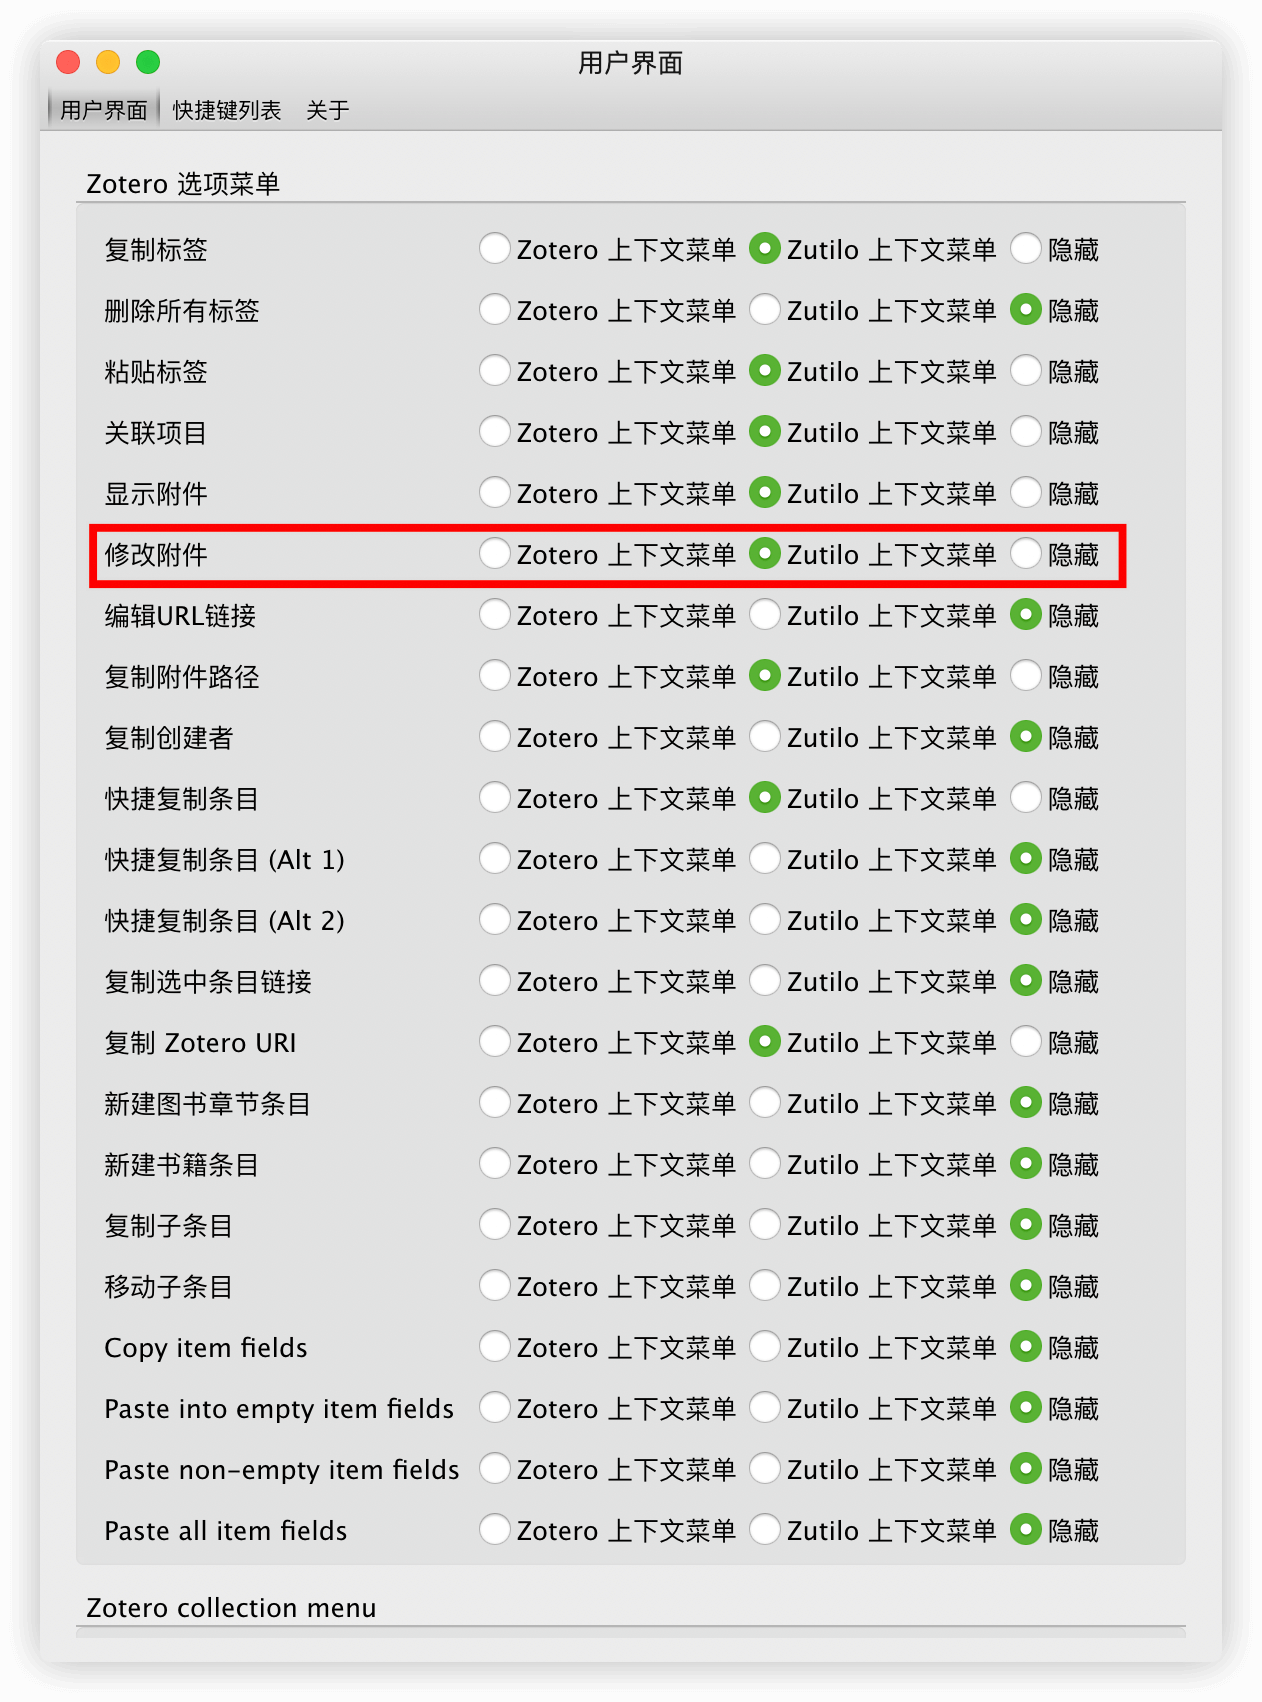 用户界面
用户界面 快捷键列表 关于
Zotero 选项菜单
复制标签 Zotero 上下文菜单 Zutilo 上下文菜单 隐藏
删除所有标签 Zotero 上下文菜单 Zutilo 上下文菜单 隐藏
粘贴标签 Zotero 上下文菜单 Zutilo 上下文菜单 隐藏
关联项目 Zotero 上下文菜单 Zutilo 上下文菜单 隐藏
显示附件 Zotero 上下文菜单 Zutilo 上下文菜单 隐藏
修改附件 Zotero 上下文菜单 Zutilo 上下文菜单 隐藏
编辑URL链接 Zotero 上下文菜单 Zutilo 上下文菜单 隐藏
复制附件路径 Zotero 上下文菜单 Zutilo 上下文菜单 隐藏
复制创建者 Zotero 上下文菜单 Zutilo 上下文菜单 隐藏
快捷复制条目 Zotero 上下文菜单 Zutilo 上下文菜单 隐藏
快捷复制条目 (Alt 1) Zotero 上下文菜单 Zutilo 上下文菜单 隐藏
快捷复制条目 (Alt 2) Zotero 上下文菜单 Zutilo 上下文菜单 隐藏
复制选中条目链接 Zotero 上下文菜单 Zutilo 上下文菜单 隐藏
复制 Zotero URI Zotero 上下文菜单 Zutilo 上下文菜单 隐藏
新建图书章节条目 Zotero 上下文菜单 Zutilo 上下文菜单 隐藏
新建书籍条目 Zotero 上下文菜单 Zutilo 上下文菜单 隐藏
复制子条目 Zotero 上下文菜单 Zutilo 上下文菜单 隐藏
移动子条目 Zotero 上下文菜单 Zutilo 上下文菜单 隐藏
Copy item fields Zotero 上下文菜单 Zutilo 上下文菜单 隐藏
Paste into empty item fields Zotero 上下文菜单 Zutilo 上下文菜单 隐藏
Paste non-empty item fields Zotero 上下文菜单 Zutilo 上下文菜单 隐藏
Paste all item fields Zotero 上下文菜单 Zutilo 上下文菜单 隐藏
Zotero collection menu